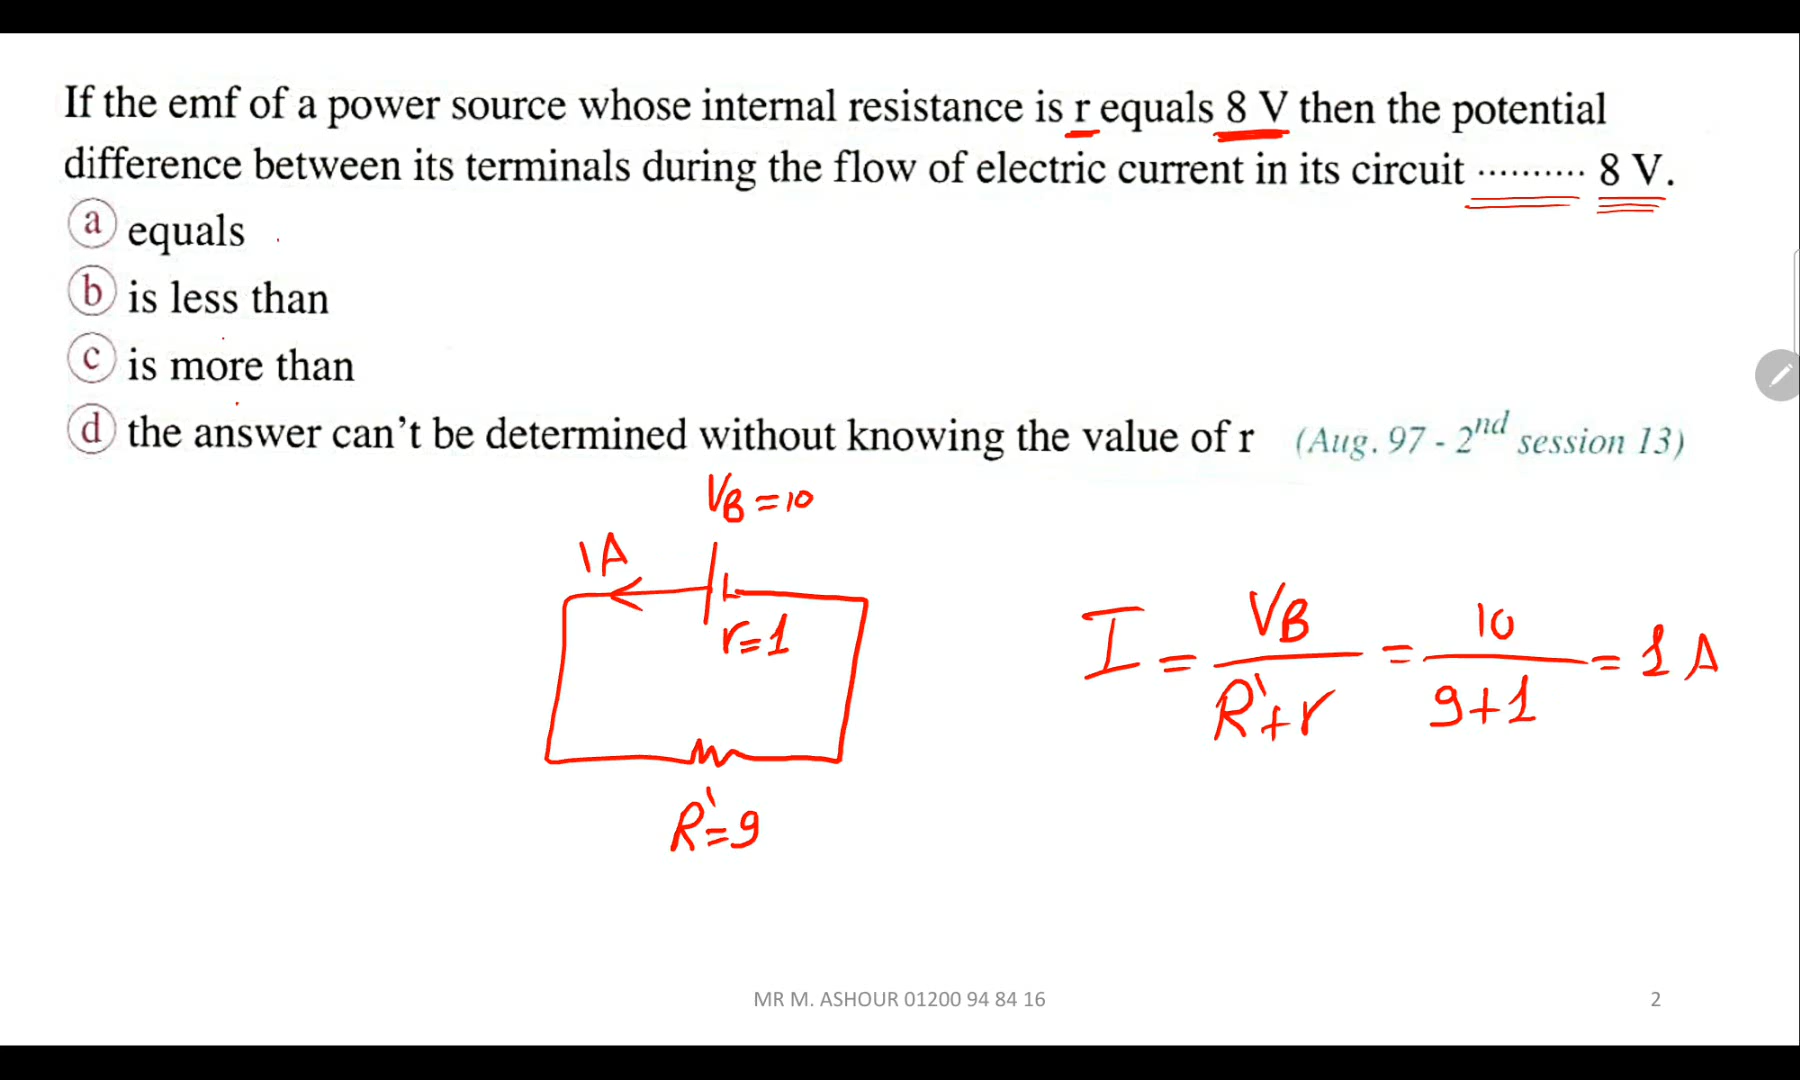 If the emf of a power source whose internal resistance is r equals 8 V then the potential
difference between its terminals during the flow of electric current in its circuit .......... 8 V.
a equals
b is less than
c is more than
d the answer can't be determined without knowing the value of r (Aug. 97 - 2nd session 13)
VB = 10
1A
r = 1
R' = 9
I = VB / R' + r = 10 / 9 + 1 = 1 A
MR M. ASHOUR 01200 94 84 16
2